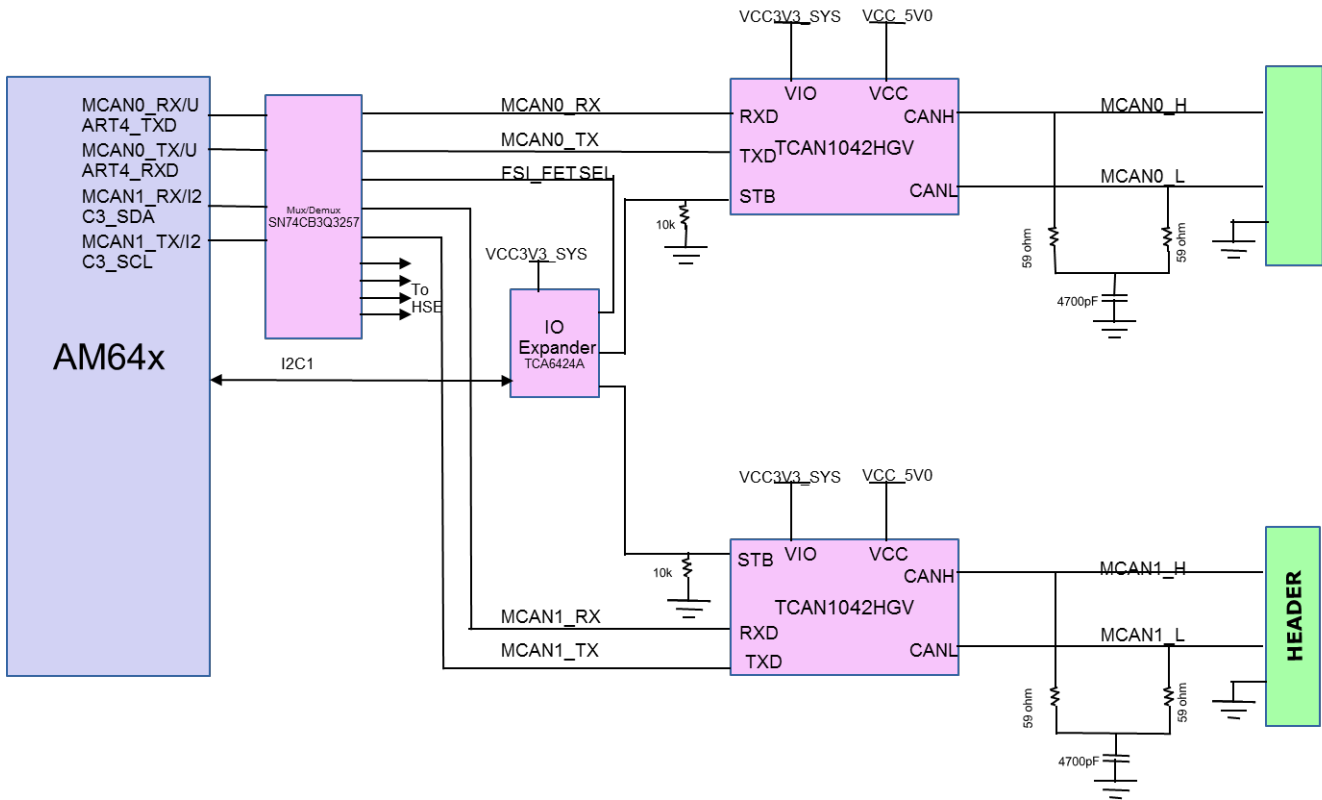 VCC3V3_SYS
VCC_5V0
MCAN0_RX/U
ART4_TXD
MCAN0_TX/U
ART4_RXD
MCAN1_RX/I2
C3_SDA
MCAN1_TX/I2
C3_SCL
AM64x
Mux/Demux
SN74CB3Q3257
MCAN0_RX
MCAN0_TX
FSI_FETSEL
To
HSE
VIO
VCC
RXD
CANH
TXD
TCAN1042HGV
STB
CANL
MCAN0_H
MCAN0_L
10k
59 ohm
59 ohm
4700pF
VCC3V3_SYS
IO
Expander
TCA6424A
I2C1
VCC3V3_SYS
VCC_5V0
STB
VIO
VCC
CANH
TCAN1042HGV
RXD
CANL
TXD
10k
MCAN1_RX
MCAN1_TX
MCAN1_H
MCAN1_L
59 ohm
59 ohm
4700pF
HEADER